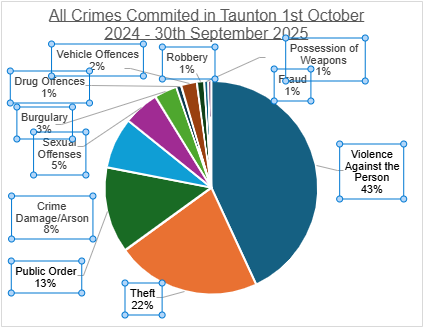 All Crimes Commited in Taunton 1st October
2024 - 30th September 2025
Vehicle Offences
2%
Robbery
1%
Possession of
Weapons
1%
Drug Offences
1%
Fraud
1%
Burgulary
3%
Sexual
Offenses
5%
Violence
Against the
Person
43%
Crime
Damage/Arson
8%
Public Order
13%
Theft
22%